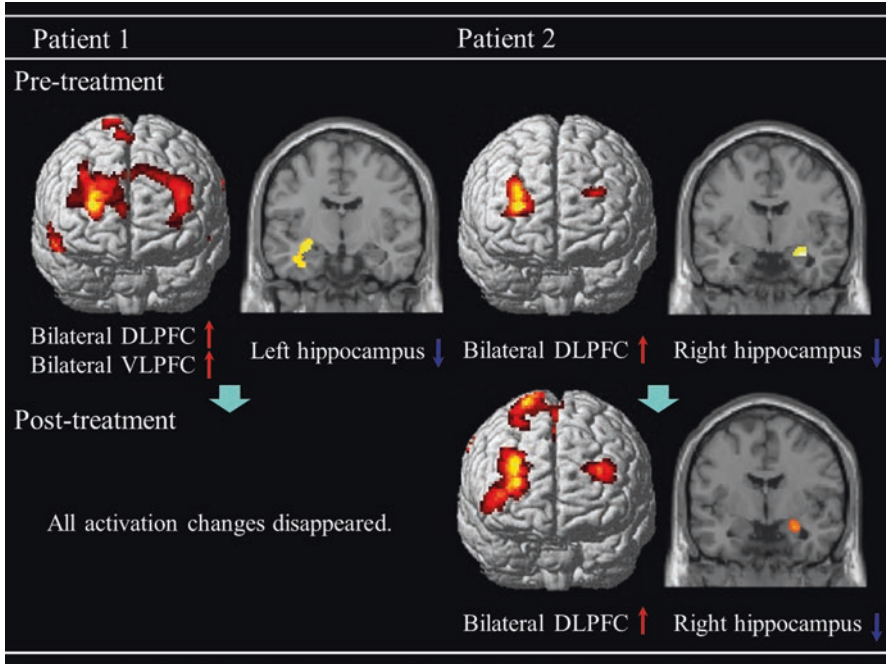 Patient 1
Patient 2
Pre-treatment
Bilateral DLPFC ↑
Bilateral VLPFC ↑
Left hippocampus ↓
Bilateral DLPFC ↑
Right hippocampus ↓
Post-treatment
All activation changes disappeared.
Bilateral DLPFC ↑
Right hippocampus ↓